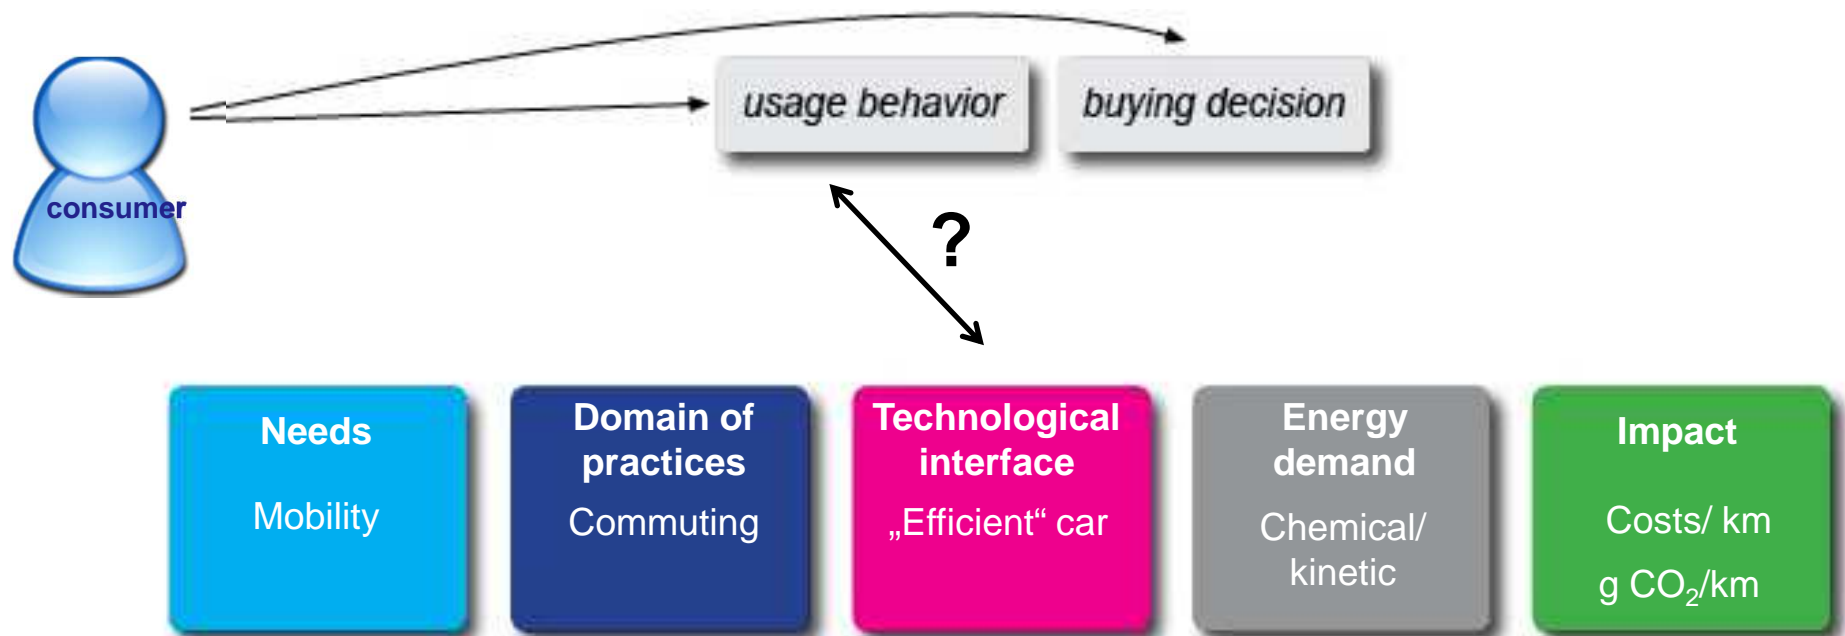 consumer
usage behavior
buying decision
?
Needs
Mobility
Domain of
practices
Commuting
Technological
interface
„Efficient“ car
Energy
demand
Chemical/
kinetic
Impact
Costs/ km
g CO₂/km